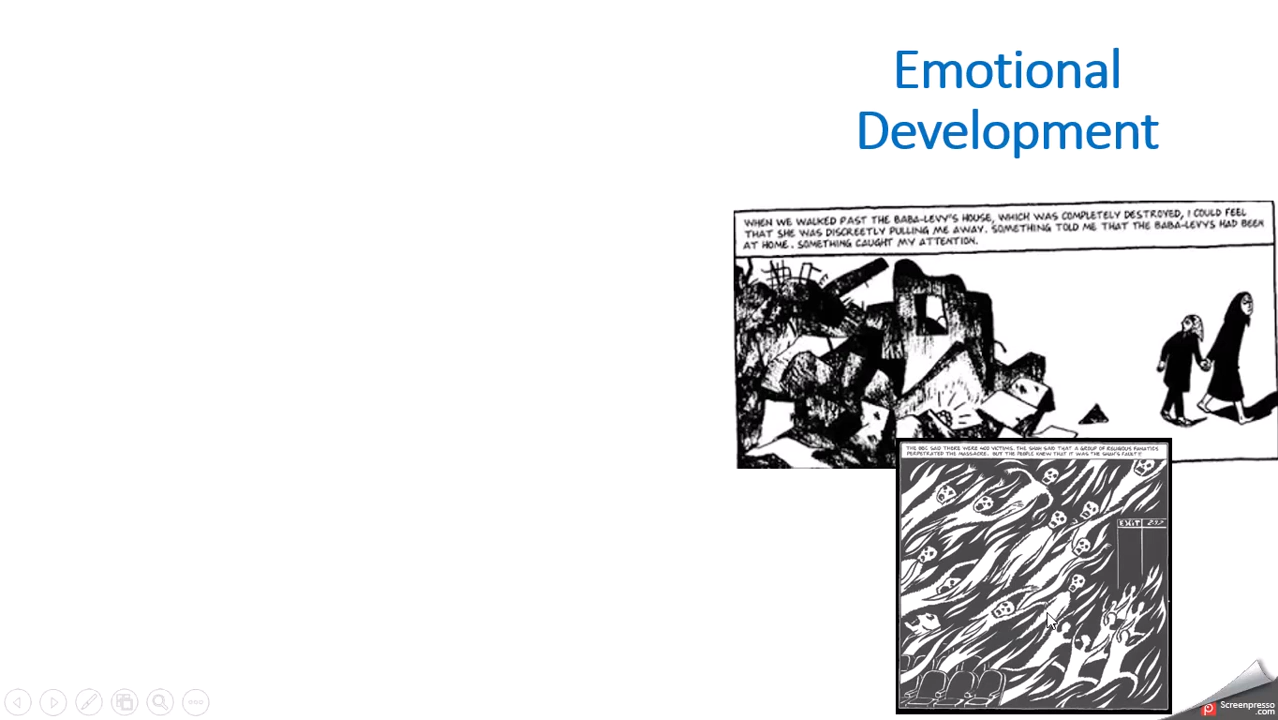 Emotional
Development
WHEN WE WALKED PAST THE BABA-LEVY'S HOUSE, WHICH WAS COMPLETELY DESTROYED, I COULD FEEL
THAT SHE WAS DISCREETLY PULLING ME AWAY. SOMETHING TOLD ME THAT THE BABA-LEVYS HAD BEEN
AT HOME. SOMETHING CAUGHT MY ATTENTION.
THE BBC SAID THERE WERE 400 VICTIMS. THE SHAH SAID THAT A GROUP OF RELIGIOUS FANATICS
PERPETRATED THE MASSACRE. BUT THE PEOPLE KNEW THAT IT WAS THE SHAH'S FAULT!!
EXIT
Screenpresso
.com